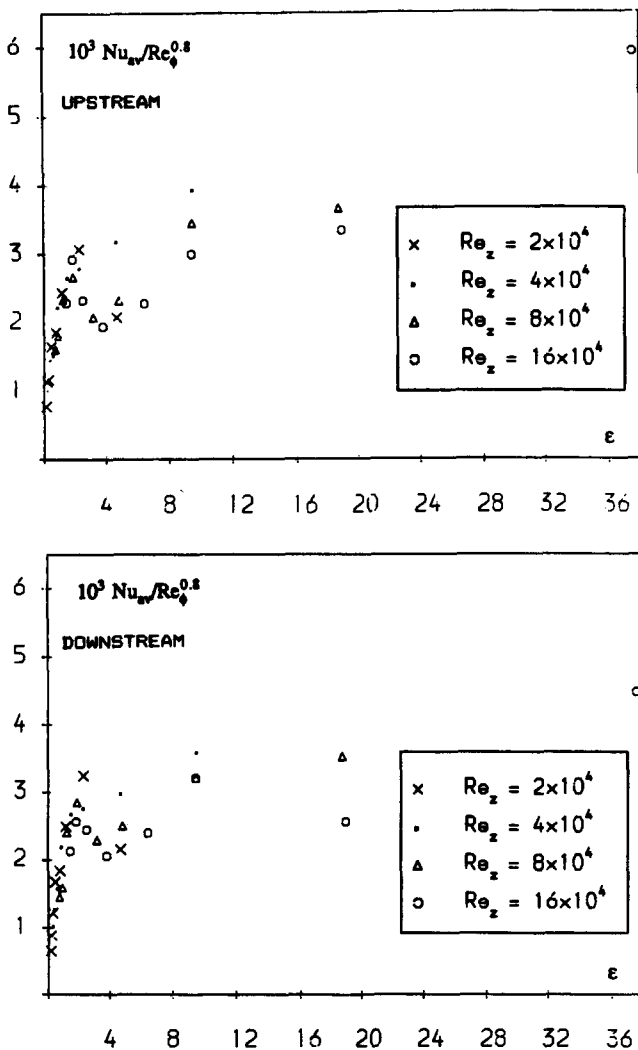 6
10³ Nu_av/Re_ϕ^0.8
UPSTREAM
5
4
3
2
1
× Re_z = 2×10⁴
· Re_z = 4×10⁴
△ Re_z = 8×10⁴
○ Re_z = 16×10⁴
ε
4 8 12 16 20 24 28 32 36
6
10³ Nu_av/Re_ϕ^0.8
DOWNSTREAM
5
4
3
2
1
× Re_z = 2×10⁴
· Re_z = 4×10⁴
△ Re_z = 8×10⁴
○ Re_z = 16×10⁴
ε
4 8 12 16 20 24 28 32 36